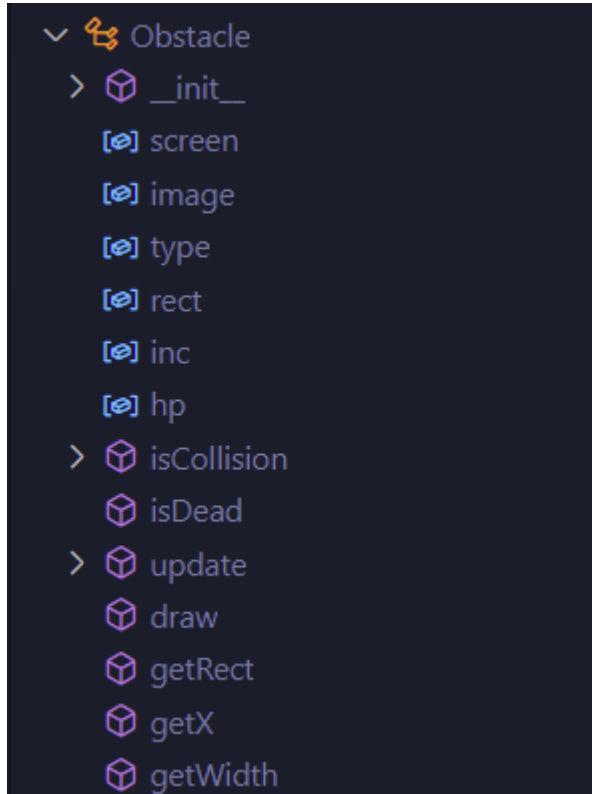 Obstacle
__init__
screen
image
type
rect
inc
hp
isCollision
isDead
update
draw
getRect
getX
getWidth